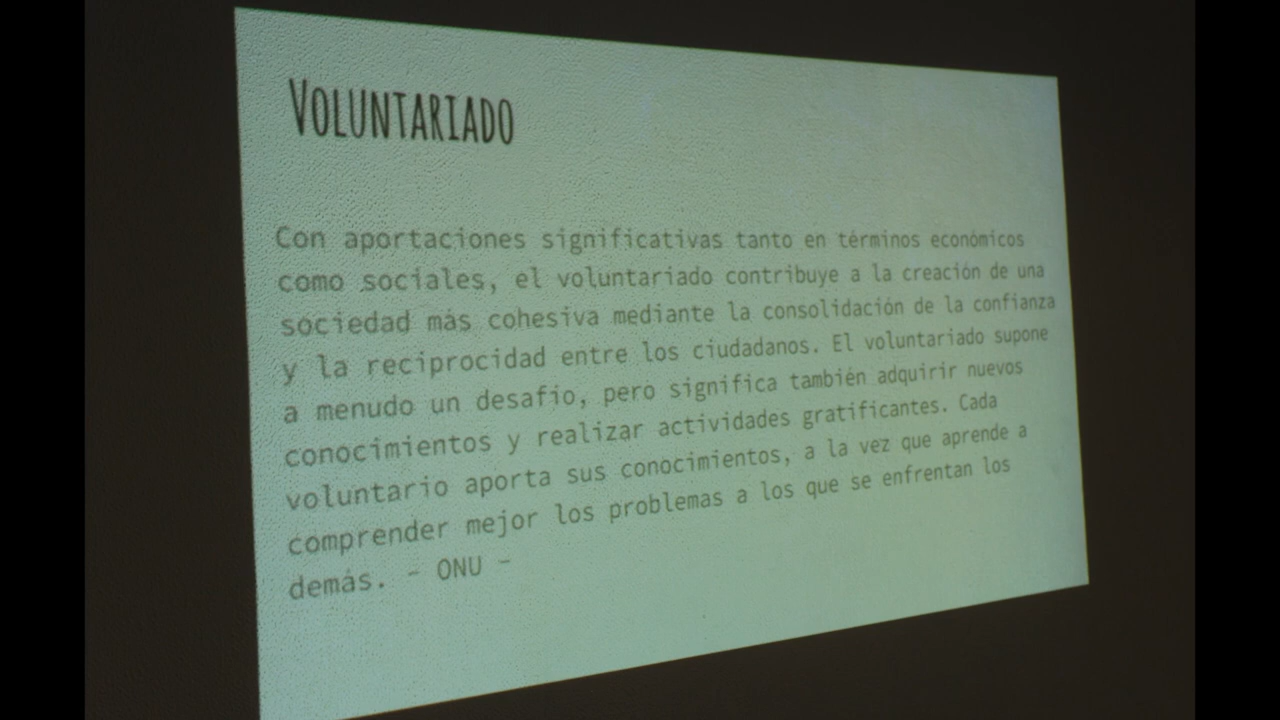 VOLUNTARIADO
Con aportaciones significativas tanto en términos económicos
como sociales, el voluntariado contribuye a la creación de una
sociedad más cohesiva mediante la consolidación de la confianza
y la reciprocidad entre los ciudadanos. El voluntariado supone
a menudo un desafío, pero significa también adquirir nuevos
conocimientos y realizar actividades gratificantes. Cada
voluntario aporta sus conocimientos, a la vez que aprende a
comprender mejor los problemas a los que se enfrentan los
demás. - ONU -